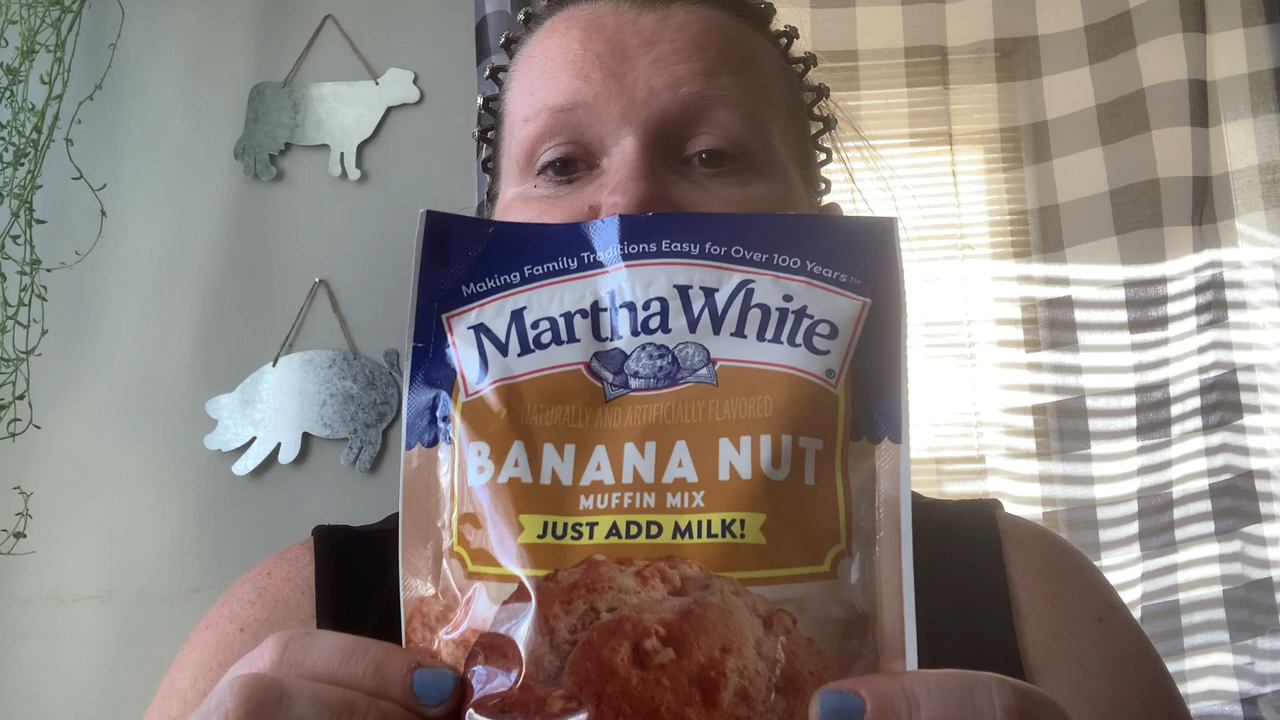 Making Family Traditions Easy for Over 100 Years™
Martha White®
NATURALLY AND ARTIFICIALLY FLAVORED
BANANA NUT
MUFFIN MIX
JUST ADD MILK!